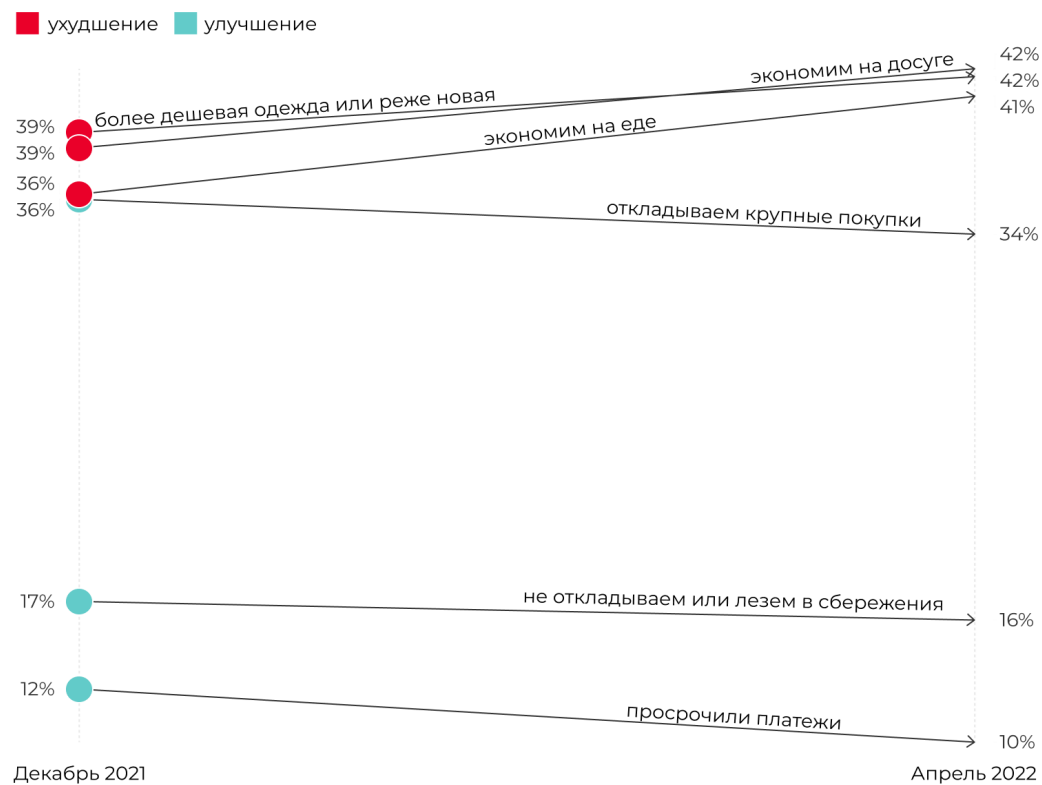 ухудшение улучшение
42%
экономим на досуге
42%
более дешевая одежда или реже новая
41%
39%
экономим на еде
39%
36%
36%
откладываем крупные покупки
34%
не откладываем или лезем в сбережения
17%
16%
12%
просрочили платежи
10%
Декабрь 2021 Апрель 2022